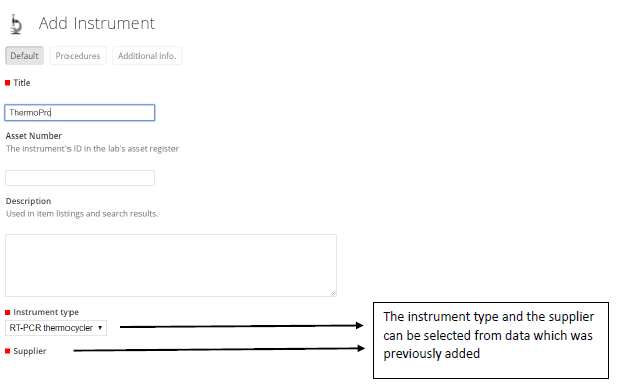 Add Instrument
Default Procedures Additional info.
Title
ThermoPro
Asset Number
The instrument's ID in the lab's asset register
Description
Used in item listings and search results.
Instrument type
RT-PCR thermocycler
Supplier
The instrument type and the supplier
can be selected from data which was
previously added